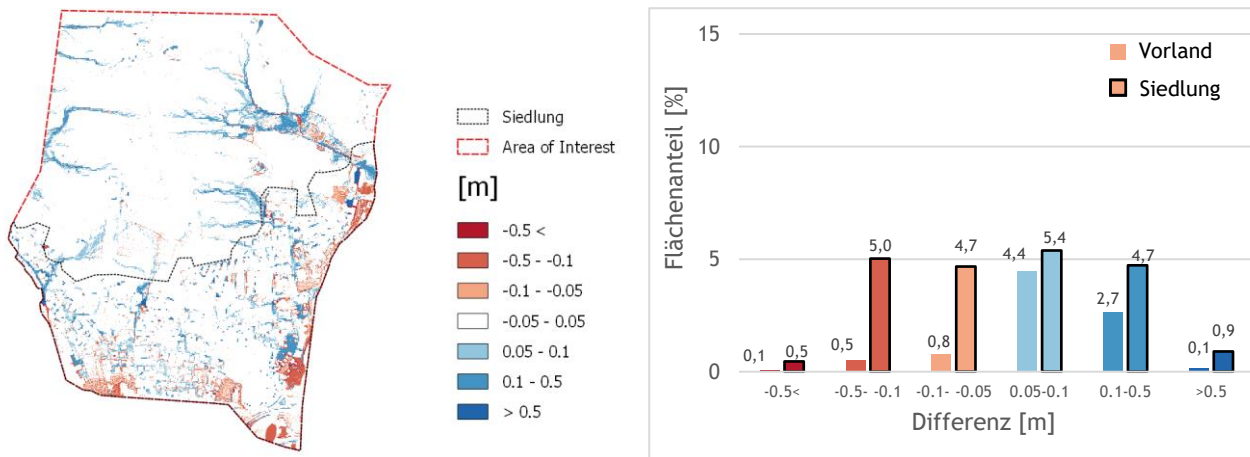 Siedlung
Area of Interest
[m]
-0.5 <
-0.5 - -0.1
-0.1 - -0.05
-0.05 - 0.05
0.05 - 0.1
0.1 - 0.5
> 0.5
Flächenanteil [%]
15
10
5
0
Vorland
Siedlung
0,1
0,5
0,5
5,0
0,8
4,7
4,4
5,4
2,7
4,7
0,1
0,9
-0.5<
-0.5- -0.1
-0.1- -0.05
0.05-0.1
0.1-0.5
>0.5
Differenz [m]